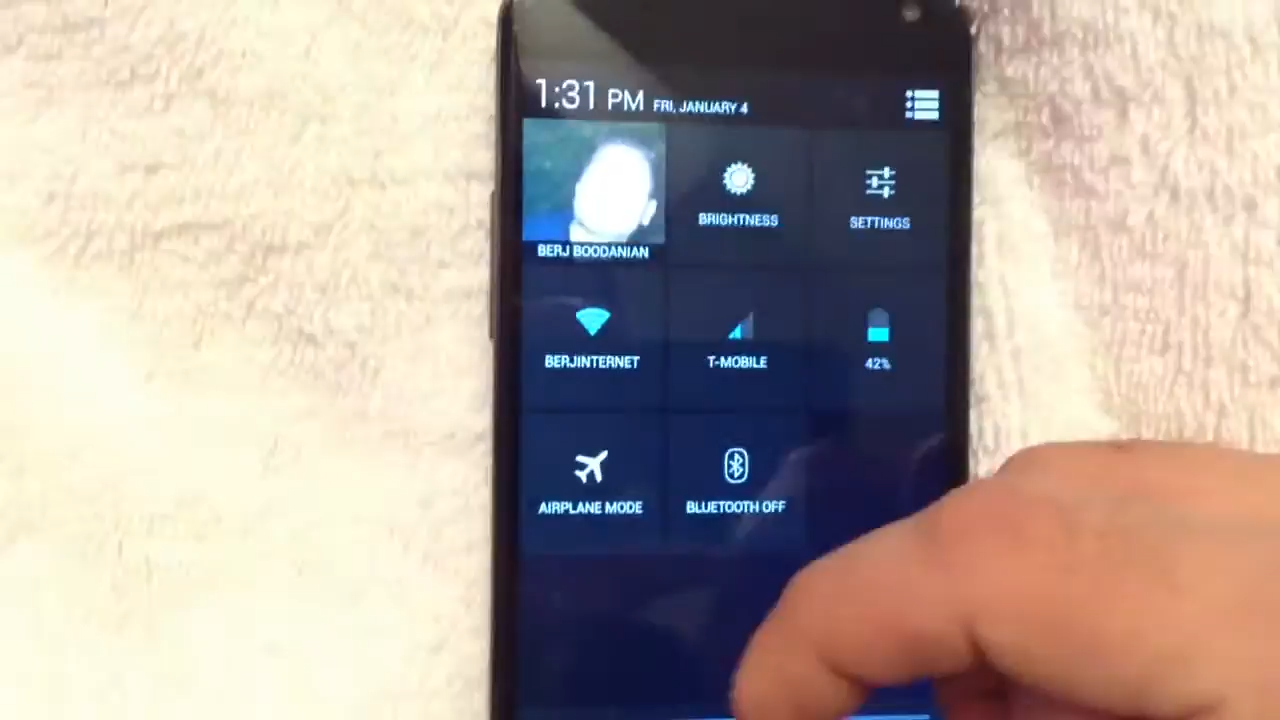 1:31 PM FRI, JANUARY 4
BERJ BOODANIAN
BRIGHTNESS
SETTINGS
BERJINTERNET
T-MOBILE
42%
AIRPLANE MODE
BLUETOOTH OFF